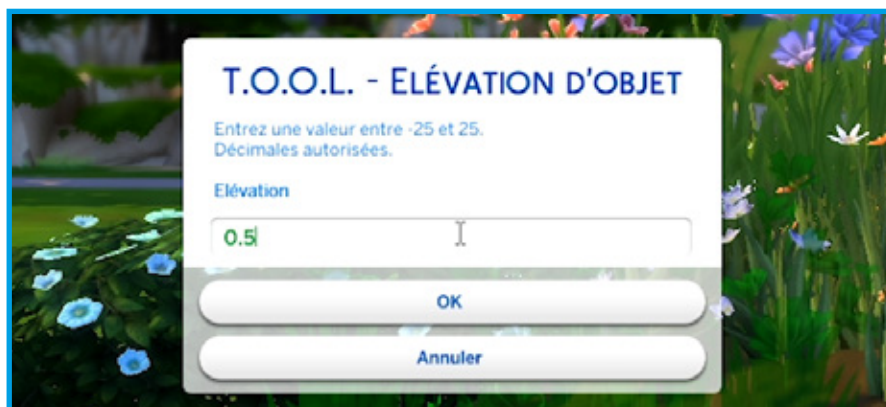 T.O.O.L. - ELÉVATION D'OBJET
Entrez une valeur entre -25 et 25.
Décimales autorisées.
Elévation
0.5
OK
Annuler